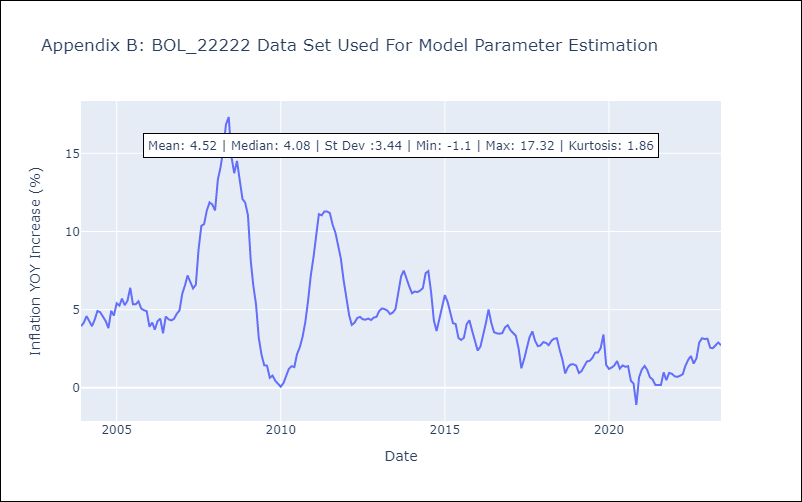 Appendix B: BOL_22222 Data Set Used For Model Parameter Estimation
Mean: 4.52 | Median: 4.08 | St Dev :3.44 | Min: -1.1 | Max: 17.32 | Kurtosis: 1.86
Inflation YOY Increase (%)
15
10
5
0
2005
2010
2015
2020
Date